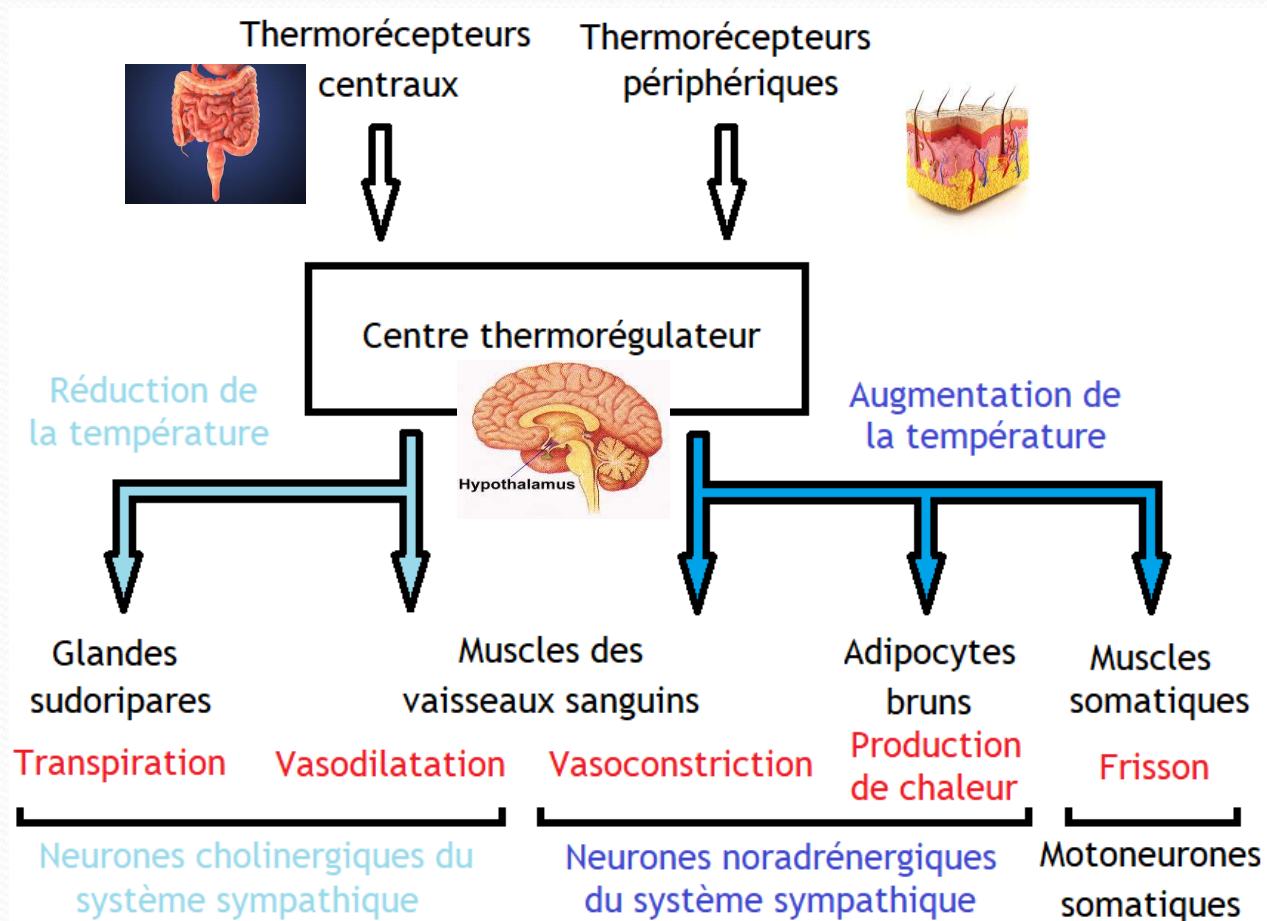 Thermorécepteurs
centraux
Thermorécepteurs
périphériques
Centre thermorégulateur
Hypothalamus
Réduction de
la température
Augmentation de
la température
Glandes
sudoripares
Muscles des
vaisseaux sanguins
Adipocytes
bruns
Muscles
somatiques
Transpiration
Vasodilatation
Vasoconstriction
Production
de chaleur
Frisson
Neurones cholinergiques du
système sympathique
Neurones noradrénergiques
du système sympathique
Motoneurones
somatiques